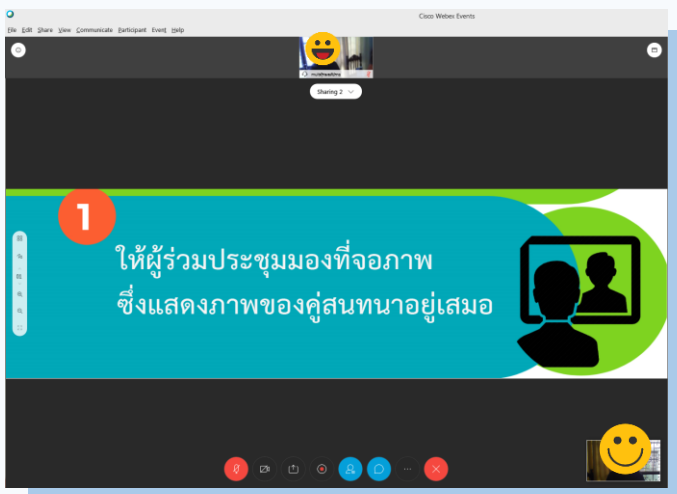 Cisco Webex Events
File Edit Share View Communicate Participant Event Help
Sharing 2
1
ให้ผู้ร่วมประชุมมองที่จอภาพ
ซึ่งแสดงภาพของคู่สนทนาอยู่เสมอ